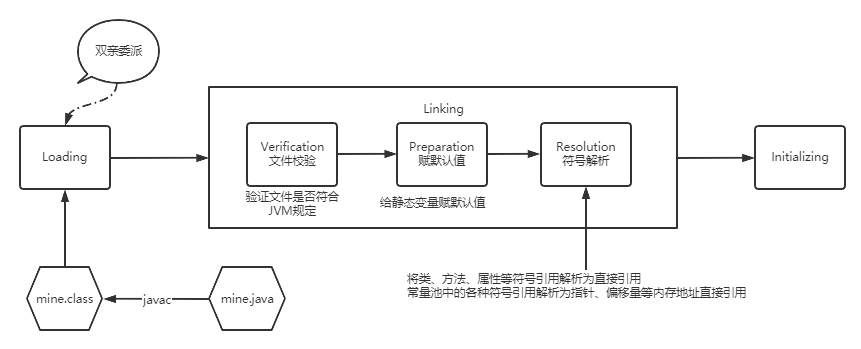 双亲委派
Linking
Loading
Verification
文件校验
Preparation
赋默认值
Resolution
符号解析
Initializing
验证文件是否符合
JVM规定
给静态变量赋默认值
将类、方法、属性等符号引用解析为直接引用
常量池中的各种符号引用解析为指针、偏移量等内存地址直接引用
mine.class
javac
mine.java